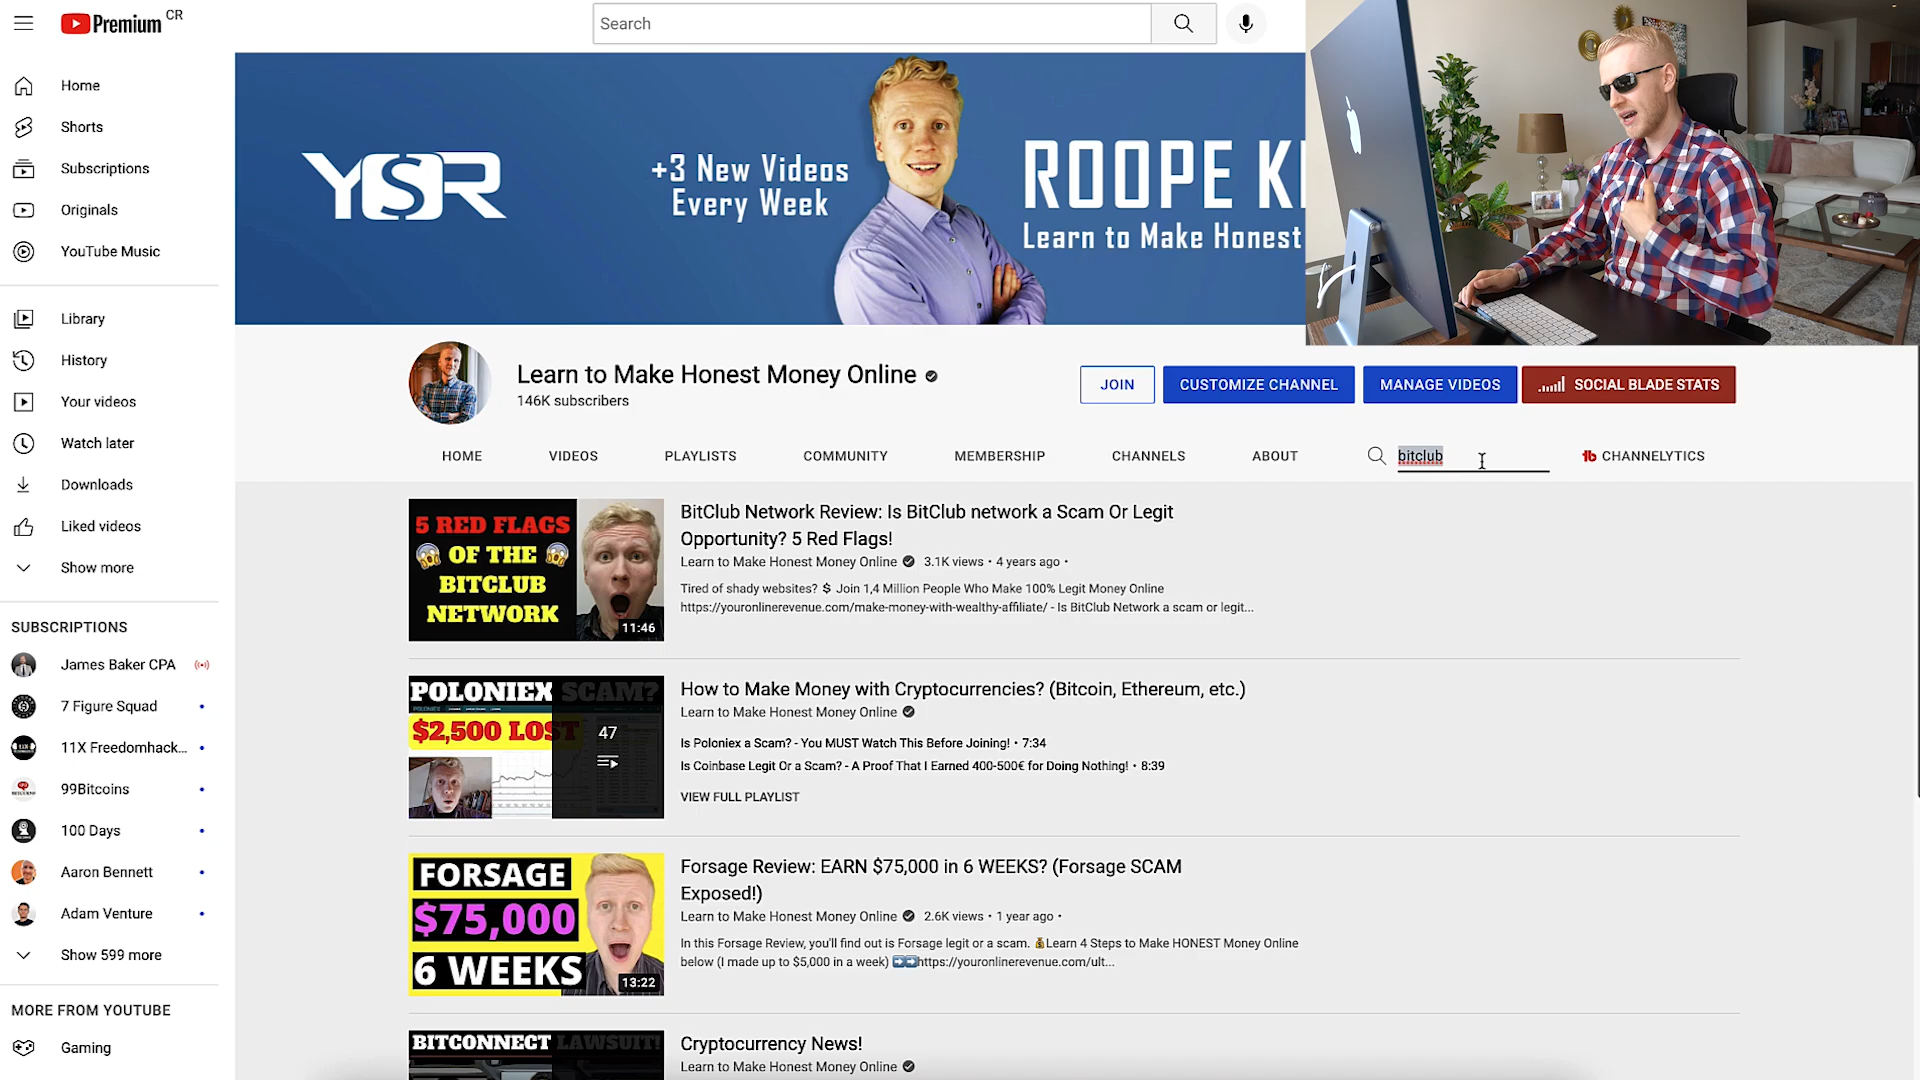 Premium CR
Search
Home
Shorts
Subscriptions
Originals
YouTube Music
Library
History
Your videos
Watch later
Downloads
Liked videos
Show more
SUBSCRIPTIONS
James Baker CPA
7 Figure Squad
11X Freedomhack...
99Bitcoins
100 Days
Aaron Bennett
Adam Venture
Show 599 more
MORE FROM YOUTUBE
Gaming
YSR
+3 New Videos
Every Week
ROOPE KI
Learn to Make Honest
Learn to Make Honest Money Online
146K subscribers
JOIN
CUSTOMIZE CHANNEL
MANAGE VIDEOS
SOCIAL BLADE STATS
HOME
VIDEOS
PLAYLISTS
COMMUNITY
MEMBERSHIP
CHANNELS
ABOUT
bitclub
CHANNELYTICS
5 RED FLAGS
OF THE
BITCLUB
NETWORK
11:46
BitClub Network Review: Is BitClub network a Scam Or Legit
Opportunity? 5 Red Flags!
Learn to Make Honest Money Online 3.1K views • 4 years ago •
Tired of shady websites? $ Join 1,4 Million People Who Make 100% Legit Money Online
https://youronlinerevenue.com/make-money-with-wealthy-affiliate/ - Is BitClub Network a scam or legit...
POLONIEX SCAM?
$2,500 LOST
47
How to Make Money with Cryptocurrencies? (Bitcoin, Ethereum, etc.)
Learn to Make Honest Money Online
Is Poloniex a Scam? - You MUST Watch This Before Joining! • 7:34
Is Coinbase Legit Or a Scam? - A Proof That I Earned 400-500€ for Doing Nothing! • 8:39
VIEW FULL PLAYLIST
FORSAGE
$75,000
6 WEEKS
13:22
Forsage Review: EARN $75,000 in 6 WEEKS? (Forsage SCAM
Exposed!)
Learn to Make Honest Money Online 2.6K views • 1 year ago •
In this Forsage Review, you'll find out is Forsage legit or a scam. 💰Learn 4 Steps to Make HONEST Money Online
below (I made up to $5,000 in a week) ➡️➡️https://youronlinerevenue.com/ult...
BITCONNECT LAWSUIT!
Cryptocurrency News!
Learn to Make Honest Money Online